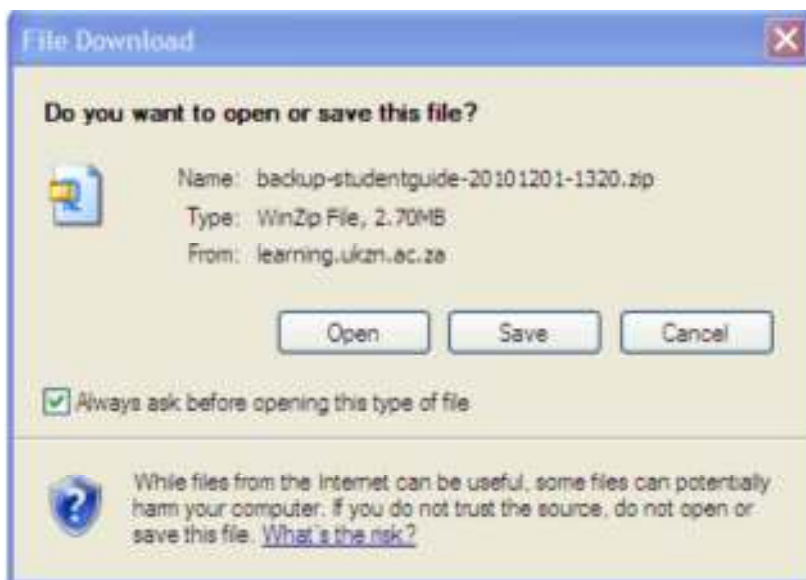 File Download
Do you want to open or save this file?
Name: backup-studentguide-20101201-1320.zip
Type: WinZip File, 2.70MB
From: learning.ukzn.ac.za
Open Save Cancel
Always ask before opening this type of file
While files from the Internet can be useful, some files can potentially
harm your computer. If you do not trust the source, do not open or
save this file. What's the risk?